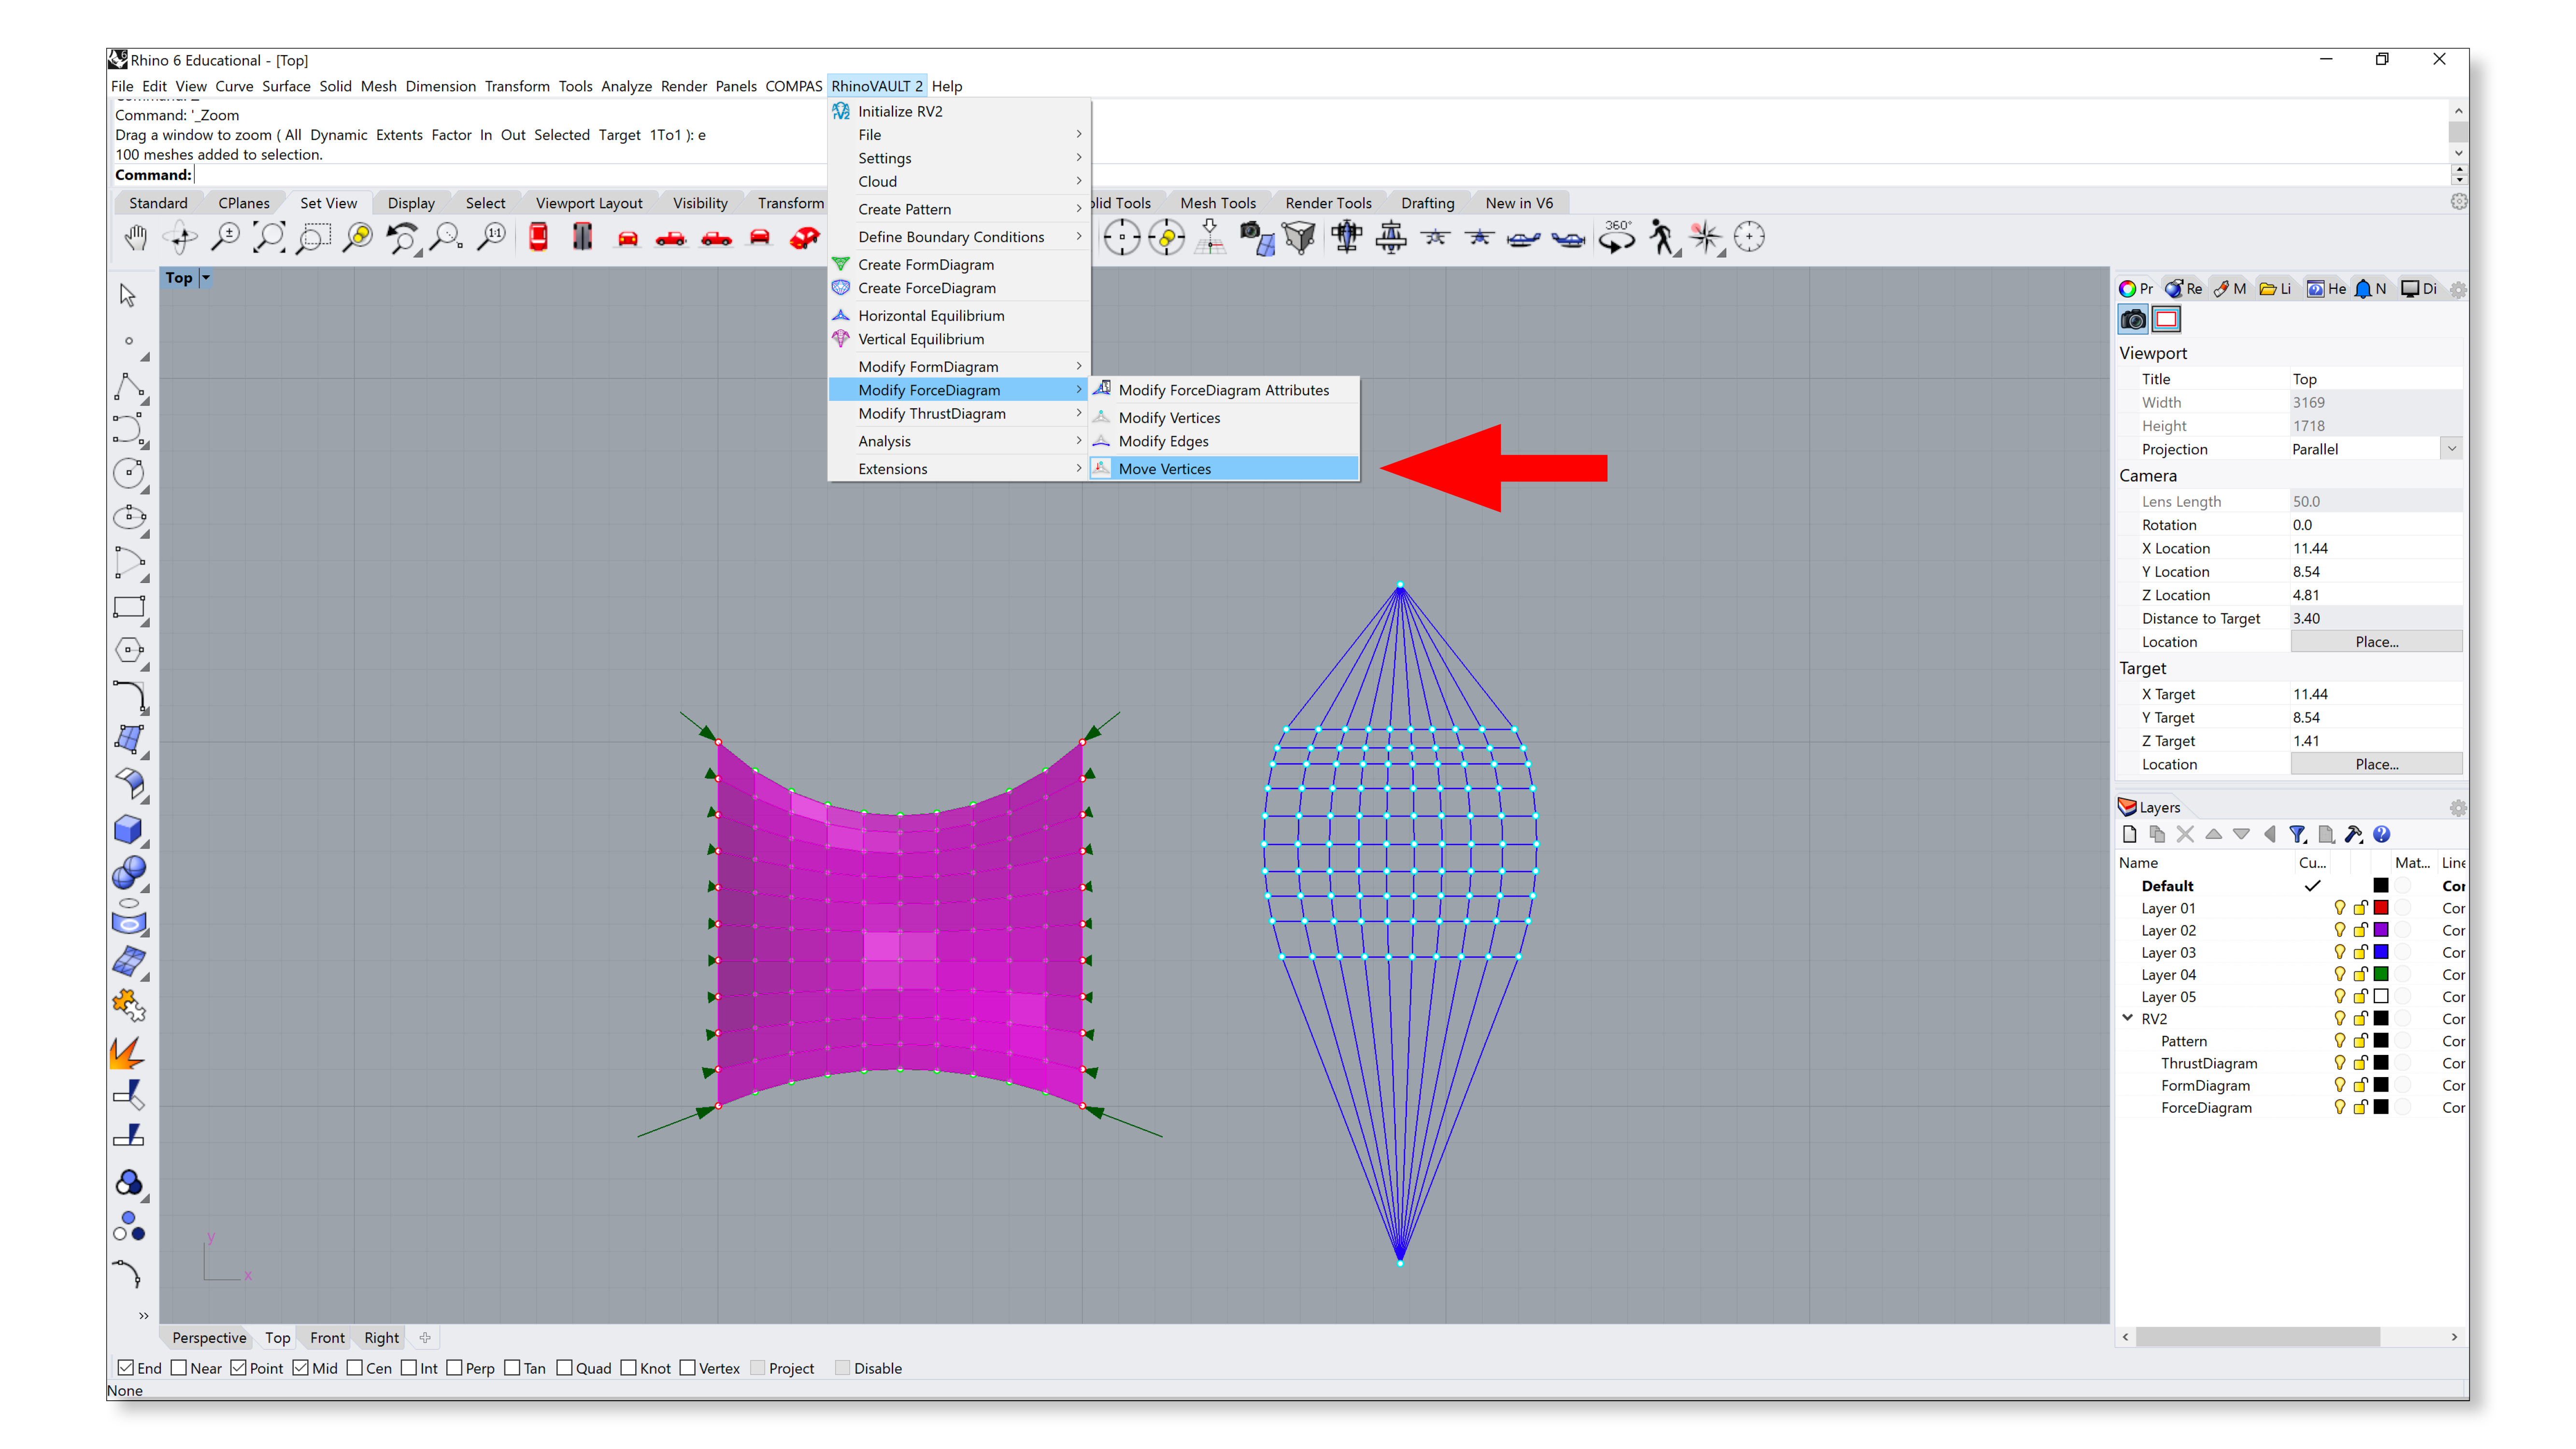 Rhino 6 Educational - [Top]
File Edit View Curve Surface Solid Mesh Dimension Transform Tools Analyze Render Panels COMPAS RhinoVAULT 2 Help
Command: '_Zoom
Drag a window to zoom ( All Dynamic Extents Factor In Out Selected Target 1To1 ): e
100 meshes added to selection.
Command:
Standard CPlanes Set View Display Select Viewport Layout Visibility Transform olid Tools Mesh Tools Render Tools Drafting New in V6
1:1
360°
Initialize RV2
File
Settings
Cloud
Create Pattern
Define Boundary Conditions
Create FormDiagram
Create ForceDiagram
Horizontal Equilibrium
Vertical Equilibrium
Modify FormDiagram
Modify ForceDiagram
Modify ThrustDiagram
Analysis
Extensions
Modify ForceDiagram Attributes
Modify Vertices
Modify Edges
Move Vertices
Top
y
x
Pr Re M Li He N Di
Viewport
Title Top
Width 3169
Height 1718
Projection Parallel
Camera
Lens Length 50.0
Rotation 0.0
X Location 11.44
Y Location 8.54
Z Location 4.81
Distance to Target 3.40
Location Place...
Target
X Target 11.44
Y Target 8.54
Z Target 1.41
Location Place...
Layers
Name Cu... Mat... Line
Default Cor
Layer 01 Cor
Layer 02 Cor
Layer 03 Cor
Layer 04 Cor
Layer 05 Cor
RV2 Cor
Pattern Cor
ThrustDiagram Cor
FormDiagram Cor
ForceDiagram Cor
Perspective Top Front Right
End Near Point Mid Cen Int Perp Tan Quad Knot Vertex Project Disable
None